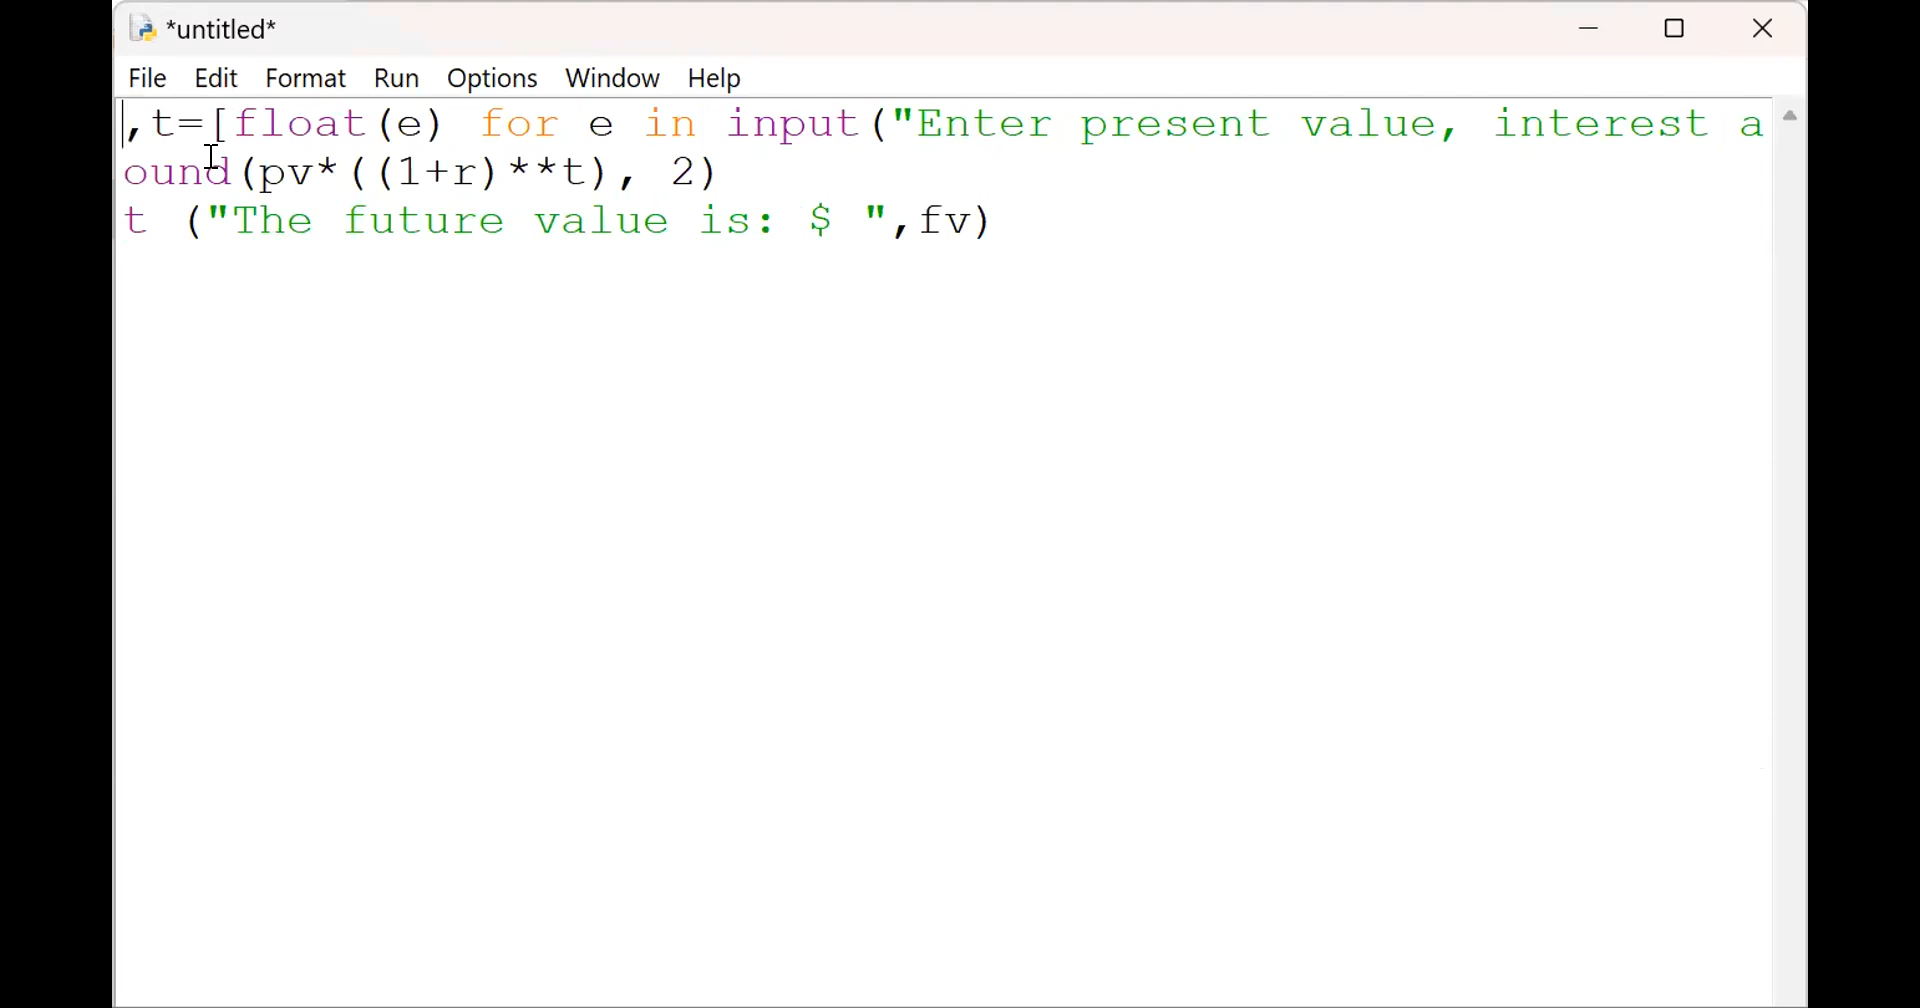 *untitled*
File Edit Format Run Options Window Help
,t=[float(e) for e in input("Enter present value, interest a
ound(pv*((1+r)**t), 2)
t ("The future value is: $ ",fv)